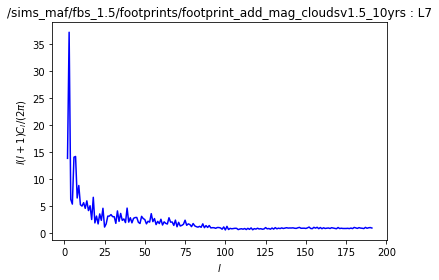 /sims_maf/fbs_1.5/footprints/footprint_add_mag_cloudsv1.5_10yrs : L7
l(l + 1)C_l/(2π)
35
30
25
20
15
10
5
0
0 25 50 75 100 125 150 175 200
l